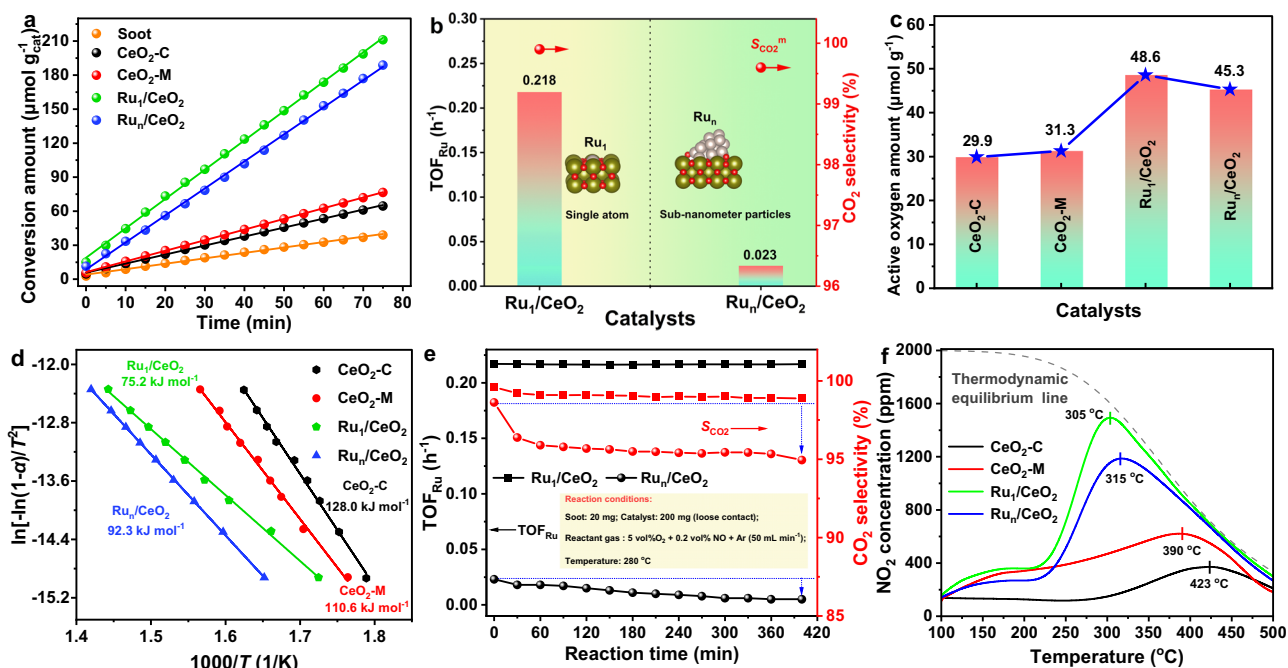 a
Soot
CeO₂-C
CeO₂-M
Ru₁/CeO₂
Ruₙ/CeO₂
Conversion amount (μmol g⁻¹cat)
210
180
150
120
90
60
30
0
0 10 20 30 40 50 60 70 80
Time (min)
b
S_CO2^m
0.218
Ru₁
Single atom
Ruₙ
Sub-nanometer particles
0.023
TOF_Ru (h⁻¹)
0.30
0.25
0.20
0.15
0.10
0.05
0.00
CO₂ selectivity (%)
100
99
98
97
96
Ru₁/CeO₂ Ruₙ/CeO₂
Catalysts
c
Active oxygen amount (μmol g⁻¹)
60
50
40
30
20
10
0
29.9
31.3
48.6
45.3
CeO₂-C
CeO₂-M
Ru₁/CeO₂
Ruₙ/CeO₂
Catalysts
d
ln[-ln(1-α)/T²]
-12.0
-12.8
-13.6
-14.4
-15.2
Ru₁/CeO₂
75.2 kJ mol⁻¹
CeO₂-C
CeO₂-M
Ru₁/CeO₂
Ruₙ/CeO₂
CeO₂-C
128.0 kJ mol⁻¹
Ruₙ/CeO₂
92.3 kJ mol⁻¹
CeO₂-M
110.6 kJ mol⁻¹
1.4 1.5 1.6 1.7 1.8
1000/T (1/K)
e
TOF_Ru (h⁻¹)
0.20
0.15
0.10
0.05
0.00
S_CO2
Ru₁/CeO₂ Ruₙ/CeO₂
TOF_Ru
Reaction conditions:
Soot: 20 mg; Catalyst: 200 mg (loose contact);
Reactant gas : 5 vol%O₂ + 0.2 vol% NO + Ar (50 mL min⁻¹);
Temperature: 280 °C
CO₂ selectivity (%)
100
95
90
85
0 60 120 180 240 300 360 420
Reaction time (min)
f
NO₂ concentration (ppm)
2000
1600
1200
800
400
0
Thermodynamic
equilibrium line
305 °C
CeO₂-C
CeO₂-M
Ru₁/CeO₂
Ruₙ/CeO₂
315 °C
390 °C
423 °C
100 150 200 250 300 350 400 450 500
Temperature (°C)